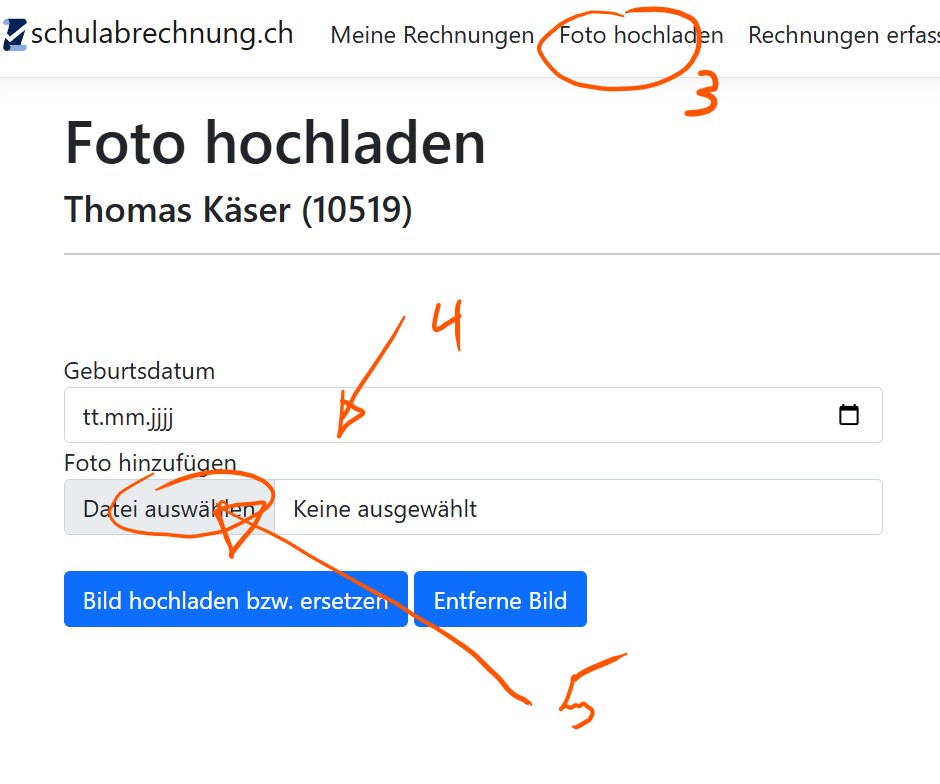 schulabrechnung.ch Meine Rechnungen Foto hochladen Rechnungen erfass
3
Foto hochladen
Thomas Käser (10519)
4
Geburtsdatum
tt.mm.jjjj
Foto hinzufügen
Datei auswählen Keine ausgewählt
Bild hochladen bzw. ersetzen Entferne Bild
5